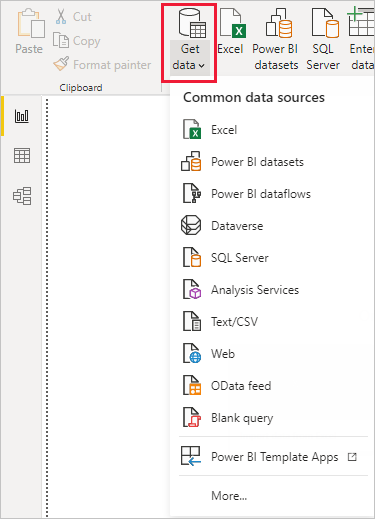 Paste
Cut
Copy
Format painter
Clipboard
Get
data
Excel
Power BI
datasets
SQL
Server
Common data sources
Excel
Power BI datasets
Power BI dataflows
Dataverse
SQL Server
Analysis Services
Text/CSV
Web
OData feed
Blank query
Power BI Template Apps
More...